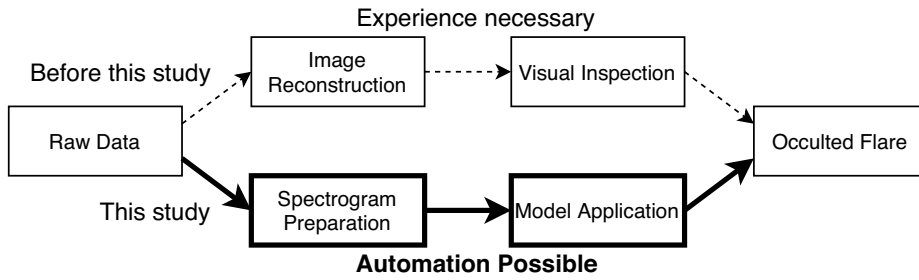 Experience necessary
Before this study
Image
Reconstruction
Visual Inspection
Raw Data
Occulted Flare
This study
Spectrogram
Preparation
Model Application
Automation Possible